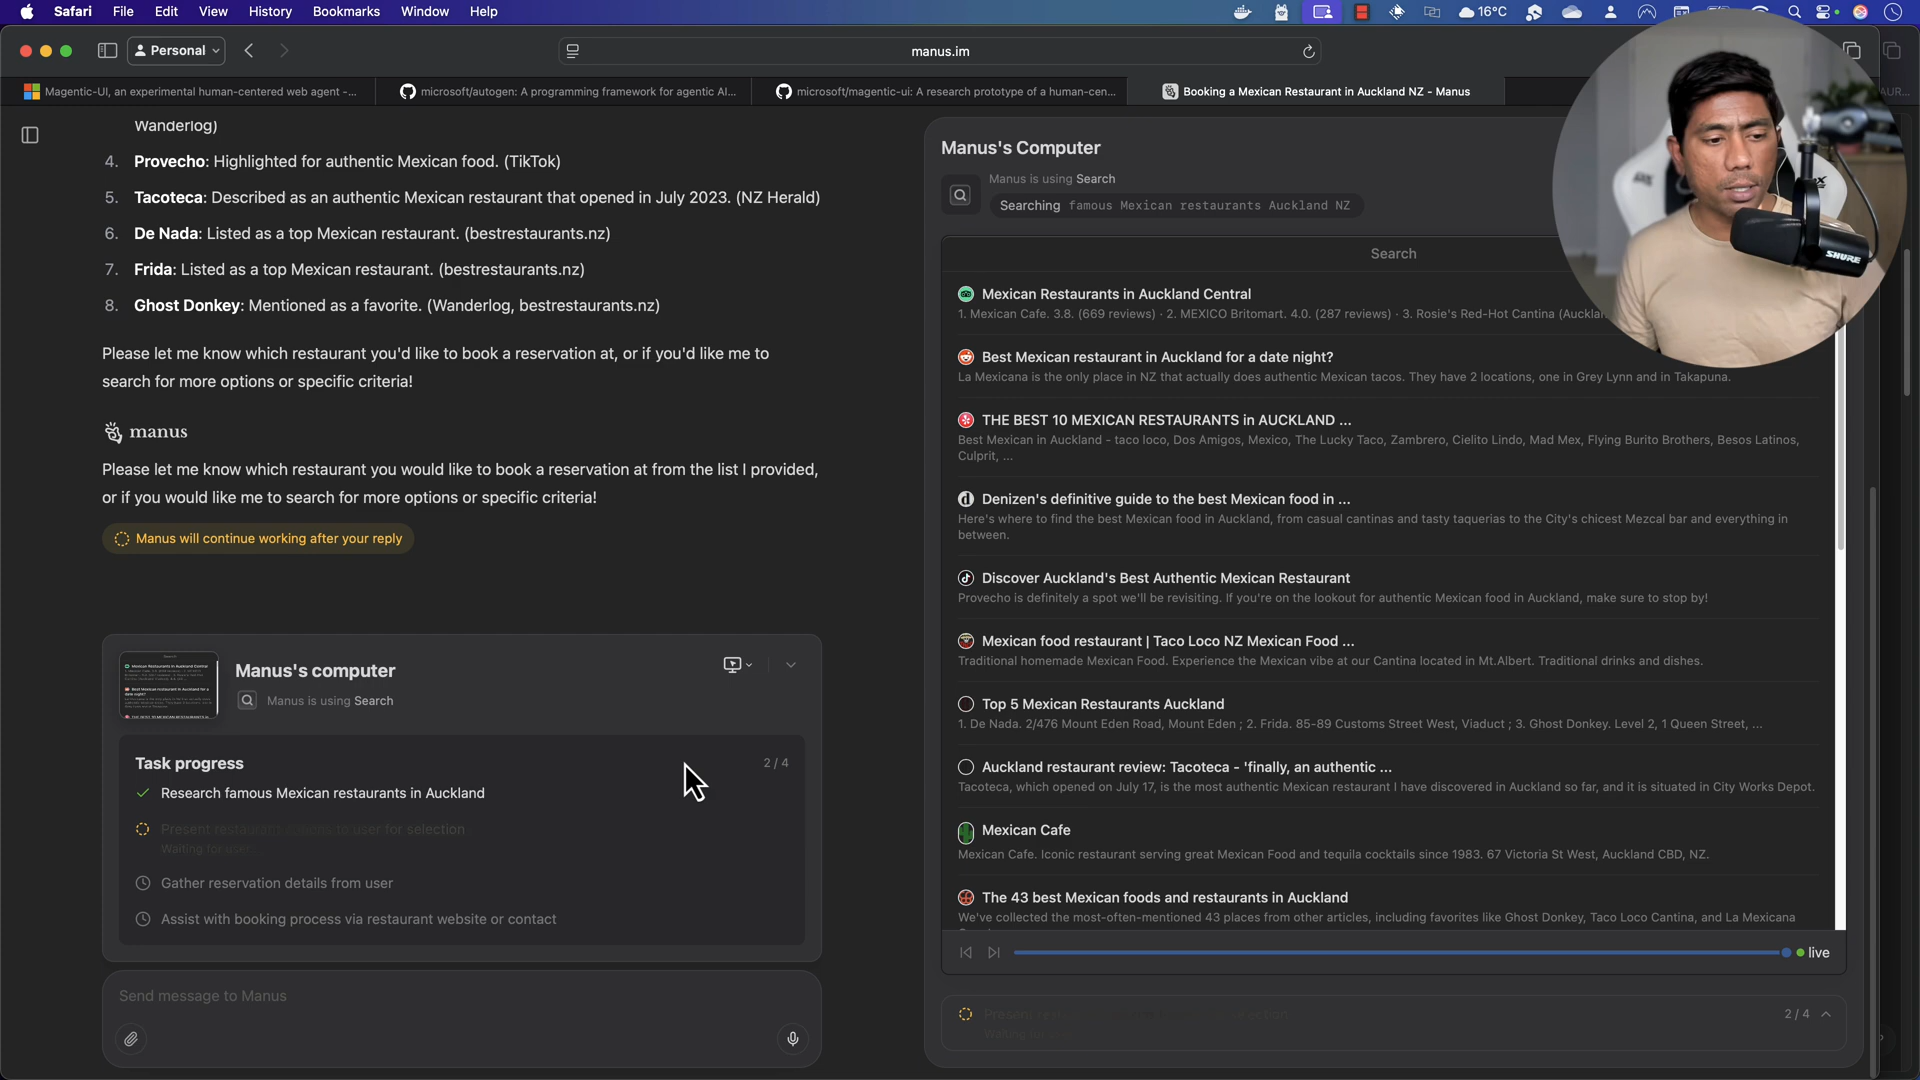 Safari File Edit View History Bookmarks Window Help
16°C
Personal
manus.im
Magentic-UI, an experimental human-centered web agent -...
microsoft/autogen: A programming framework for agentic AI...
microsoft/magentic-ui: A research prototype of a human-cen...
Booking a Mexican Restaurant in Auckland NZ - Manus
Wanderlog)
4. Provecho: Highlighted for authentic Mexican food. (TikTok)
5. Tacoteca: Described as an authentic Mexican restaurant that opened in July 2023. (NZ Herald)
6. De Nada: Listed as a top Mexican restaurant. (bestrestaurants.nz)
7. Frida: Listed as a top Mexican restaurant. (bestrestaurants.nz)
8. Ghost Donkey: Mentioned as a favorite. (Wanderlog, bestrestaurants.nz)
Please let me know which restaurant you'd like to book a reservation at, or if you'd like me to
search for more options or specific criteria!
manus
Please let me know which restaurant you would like to book a reservation at from the list I provided,
or if you would like me to search for more options or specific criteria!
Manus will continue working after your reply
Manus's computer
Manus is using Search
Task progress
2 / 4
Research famous Mexican restaurants in Auckland
Present restaurant options to user for selection
Waiting for user
Gather reservation details from user
Assist with booking process via restaurant website or contact
Send message to Manus
Manus's Computer
Manus is using Search
Searching famous Mexican restaurants Auckland NZ
Search
Mexican Restaurants in Auckland Central
1. Mexican Cafe. 3.8. (669 reviews) · 2. MEXICO Britomart. 4.0. (287 reviews) · 3. Rosie's Red-Hot Cantina
Best Mexican restaurant in Auckland for a date night?
La Mexicana is the only place in NZ that actually does authentic Mexican tacos. They have 2 locations, one in Grey Lynn and in Takapuna.
THE BEST 10 MEXICAN RESTAURANTS in AUCKLAND ...
Best Mexican in Auckland - taco loco, Dos Amigos, Mexico, The Lucky Taco, Zambrero, Cielito Lindo, Mad Mex, Flying Burito Brothers, Besos Latinos,
Culprit, ...
Denizen's definitive guide to the best Mexican food in ...
Here's where to find the best Mexican food in Auckland, from casual cantinas and tasty taquerias to the City's chicest Mezcal bar and everything in
between.
Discover Auckland's Best Authentic Mexican Restaurant
Provecho is definitely a spot we'll be revisiting. If you're on the lookout for authentic Mexican food in Auckland, make sure to stop by!
Mexican food restaurant | Taco Loco NZ Mexican Food ...
Traditional homemade Mexican Food. Experience the Mexican vibe at our Cantina located in Mt.Albert. Traditional drinks and dishes.
Top 5 Mexican Restaurants Auckland
1. De Nada. 2/476 Mount Eden Road, Mount Eden ; 2. Frida. 85-89 Customs Street West, Viaduct ; 3. Ghost Donkey. Level 2, 1 Queen Street, ...
Auckland restaurant review: Tacoteca - 'finally, an authentic ...
Tacoteca, which opened on July 17, is the most authentic Mexican restaurant I have discovered in Auckland so far, and it is situated in City Works Depot.
Mexican Cafe
Mexican Cafe. Iconic restaurant serving great Mexican Food and tequila cocktails since 1983. 67 Victoria St West, Auckland CBD, NZ.
The 43 best Mexican foods and restaurants in Auckland
We've collected the most-often-mentioned 43 places from other articles, including favorites like Ghost Donkey, Taco Loco Cantina, and La Mexicana
live
2 / 4
SHURE